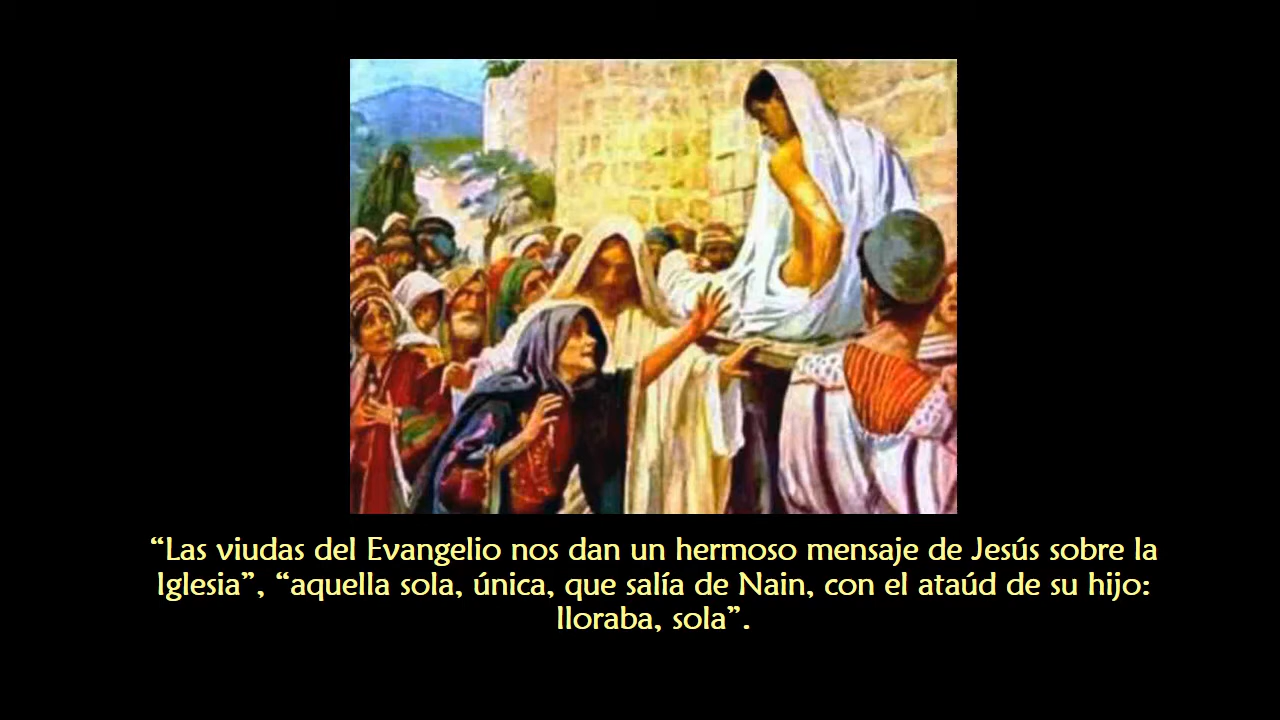 “Las viudas del Evangelio nos dan un hermoso mensaje de Jesús sobre la
Iglesia”, “aquella sola, única, que salía de Nain, con el ataúd de su hijo:
lloraba, sola”.